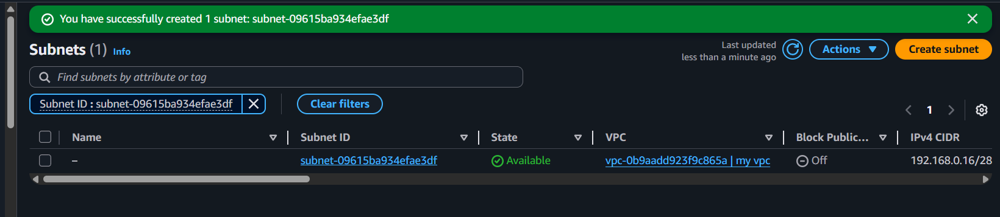 You have successfully created 1 subnet: subnet-09615ba934efae3df
Subnets (1) Info
Last updated
less than a minute ago
Actions
Create subnet
Find subnets by attribute or tag
Subnet ID : subnet-09615ba934efae3df
Clear filters
1
Name Subnet ID State VPC Block Public... IPv4 CIDR
– subnet-09615ba934efae3df Available vpc-0b9aadd923f9c865a | my vpc Off 192.168.0.16/28